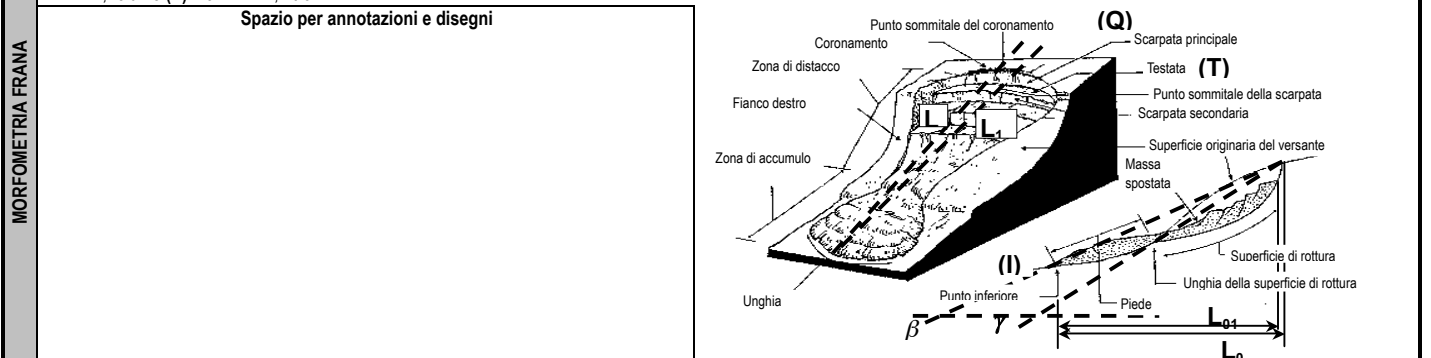 MORFOMETRIA FRANA
Spazio per annotazioni e disegni
Punto sommitale del coronamento
(Q)
Coronamento
Scarpata principale
Zona di distacco
Testata (T)
Fianco destro
Punto sommitale della scarpata
Scarpata secondaria
L
L1
Superficie originaria del versante
Zona di accumulo
Massa
spostata
(I)
Superficie di rottura
Unghia della superficie di rottura
Unghia
Punto inferiore
Piede
β
γ
L01
L0